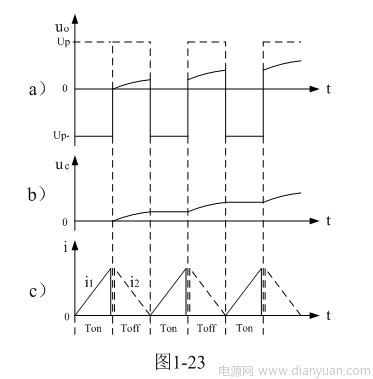 uo
Up
0
a)
t
Up-
uc
b)
0
t
i
i1 i2
c)
0
t
Ton Toff Ton Toff Ton
图1-23
电源网 www.dianyuan.com